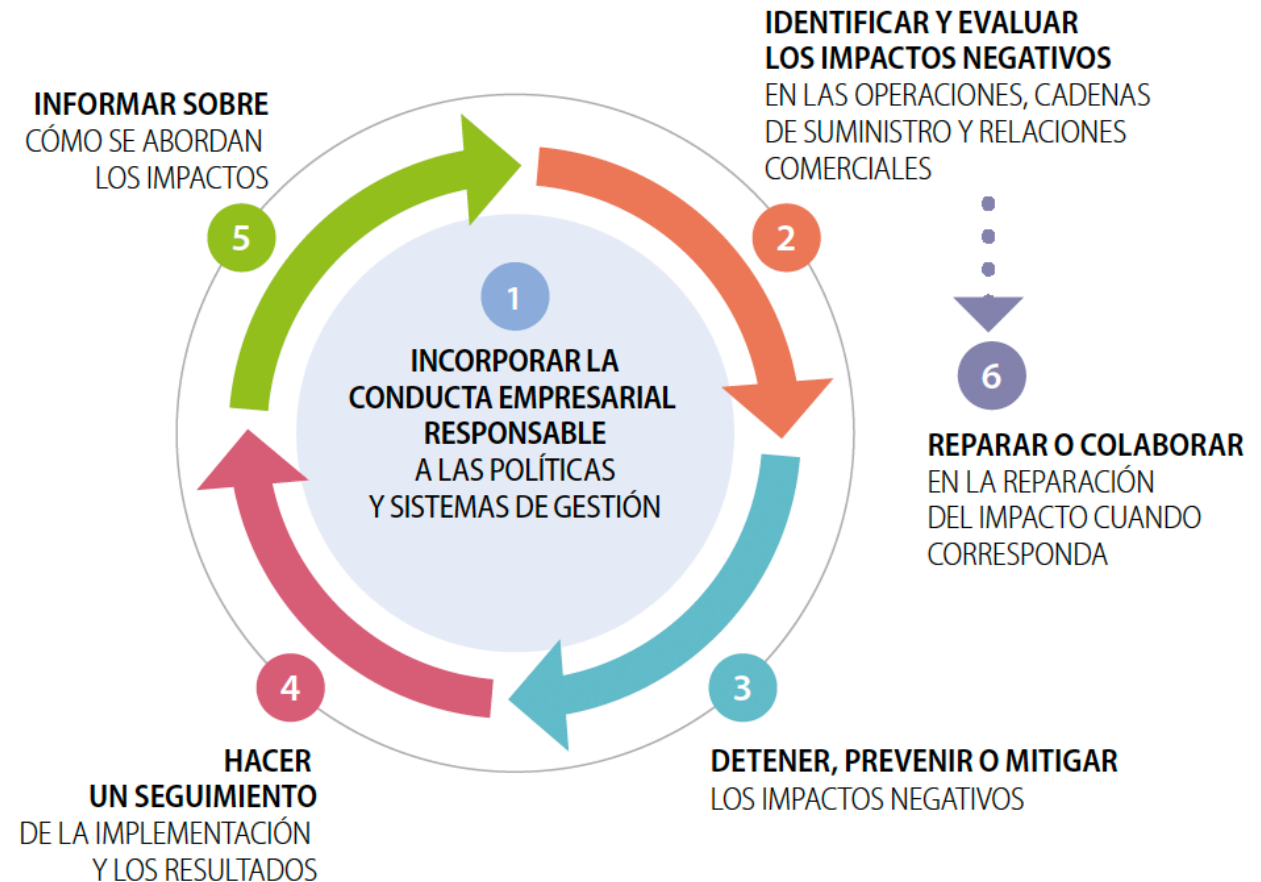 1
INCORPORAR LA
CONDUCTA EMPRESARIAL
RESPONSABLE
A LAS POLÍTICAS
Y SISTEMAS DE GESTIÓN
2
IDENTIFICAR Y EVALUAR
LOS IMPACTOS NEGATIVOS
EN LAS OPERACIONES, CADENAS
DE SUMINISTRO Y RELACIONES
COMERCIALES
3
DETENER, PREVENIR O MITIGAR
LOS IMPACTOS NEGATIVOS
4
HACER
UN SEGUIMIENTO
DE LA IMPLEMENTACIÓN
Y LOS RESULTADOS
5
INFORMAR SOBRE
CÓMO SE ABORDAN
LOS IMPACTOS
6
REPARAR O COLABORAR
EN LA REPARACIÓN
DEL IMPACTO CUANDO
CORRESPONDA